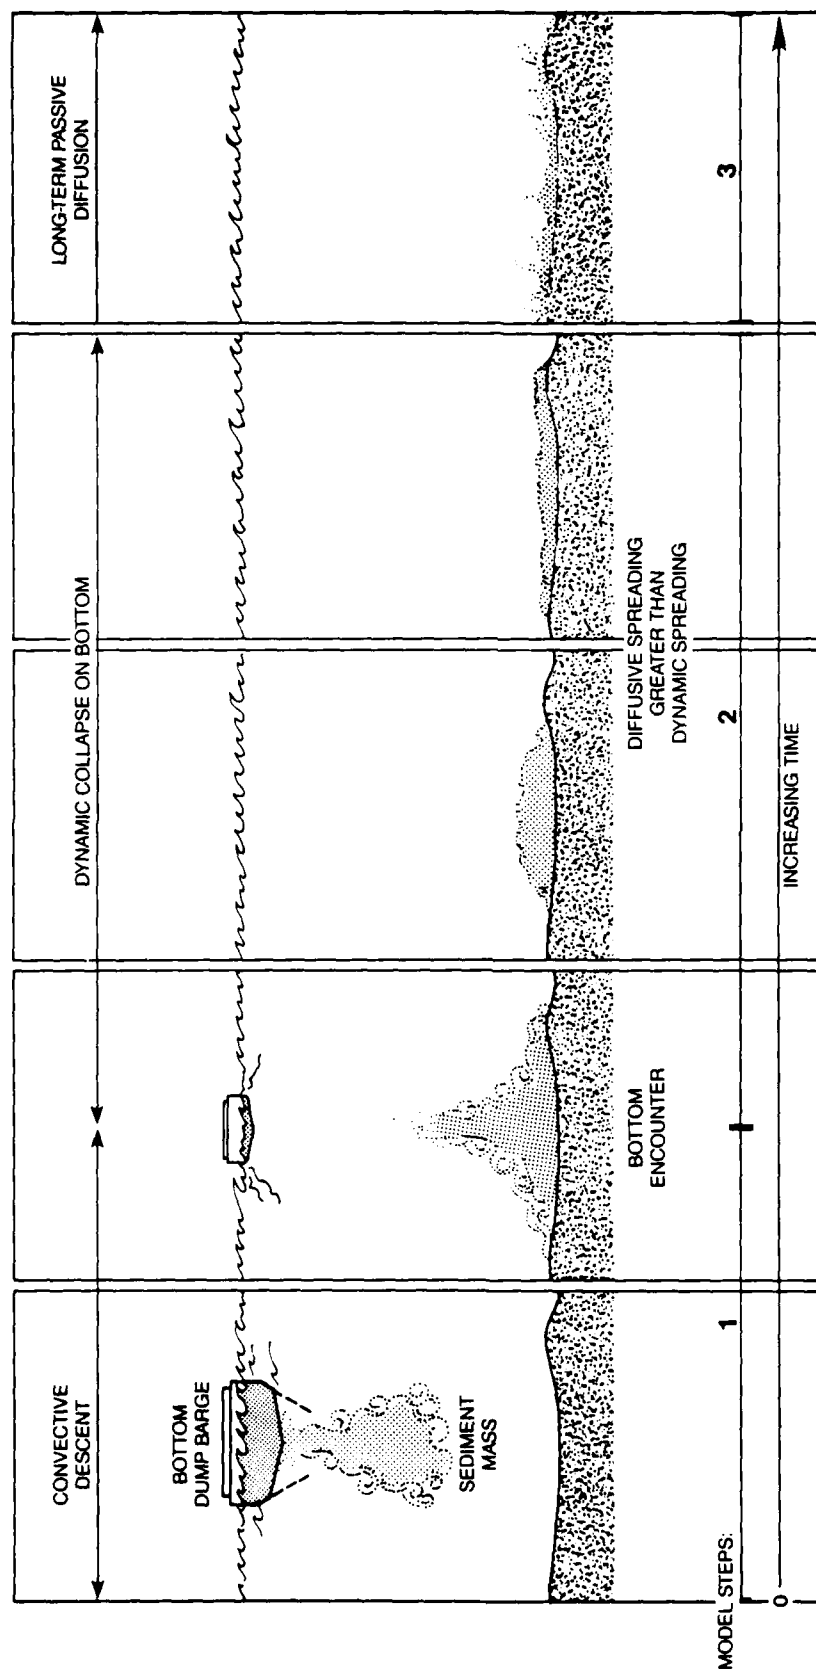 CONVECTIVE
DESCENT
DYNAMIC COLLAPSE ON BOTTOM
LONG-TERM PASSIVE
DIFFUSION
BOTTOM
DUMP BARGE
SEDIMENT
MASS
BOTTOM
ENCOUNTER
DIFFUSIVE SPREADING
GREATER THAN
DYNAMIC SPREADING
MODEL STEPS:
1
2
3
0
INCREASING TIME